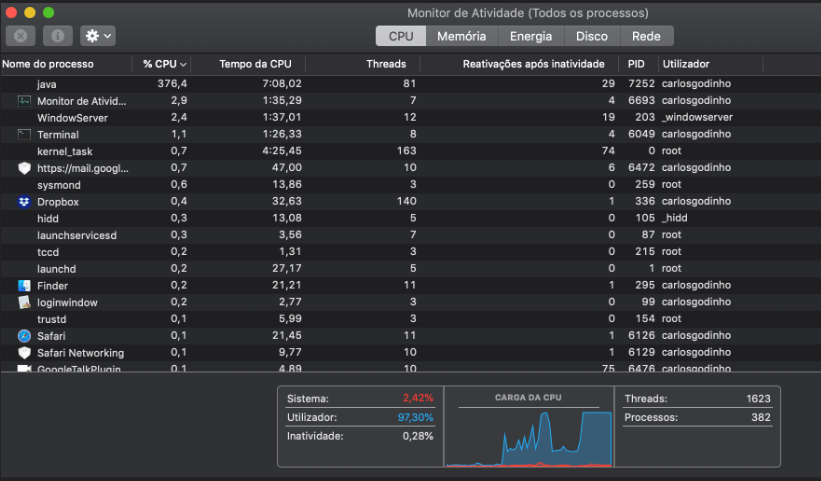 Monitor de Atividade (Todos os processos)
CPU Memória Energia Disco Rede
Nome do processo % CPU Tempo da CPU Threads Reativações após inatividade PID Utilizador
java 376,4 7:08,02 81 29 7252 carlosgodinho
Monitor de Ativid... 2,9 1:35,29 7 4 6693 carlosgodinho
WindowServer 2,4 1:37,01 12 19 203 _windowserver
Terminal 1,1 1:26,33 8 4 6049 carlosgodinho
kernel_task 0,7 4:25,45 163 74 0 root
https://mail.googl... 0,7 47,00 10 6 6472 carlosgodinho
sysmond 0,6 13,86 3 0 259 root
Dropbox 0,4 32,63 140 1 336 carlosgodinho
hidd 0,3 13,08 5 0 105 _hidd
launchservicesd 0,3 3,56 7 0 87 root
tccd 0,2 1,31 3 0 215 root
launchd 0,2 27,17 5 0 1 root
Finder 0,2 21,21 11 1 295 carlosgodinho
loginwindow 0,2 2,77 3 0 99 carlosgodinho
trustd 0,1 5,99 3 0 154 root
Safari 0,1 21,45 11 1 6126 carlosgodinho
Safari Networking 0,1 9,77 10 1 6129 carlosgodinho
GoogleTalkPlugin 0,1 4,89 10 75 6476 carlosgodinho
Sistema: 2,42% CARGA DA CPU Threads: 1623
Utilizador: 97,30% Processos: 382
Inatividade: 0,28%